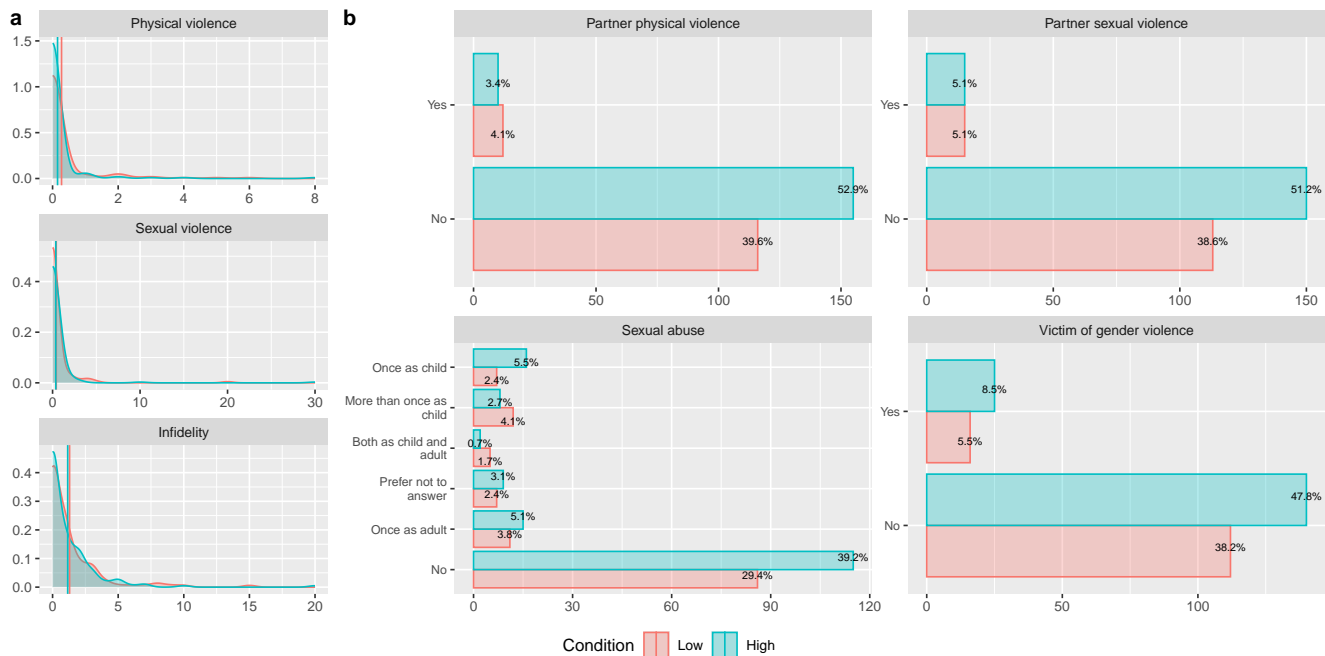 a
Physical violence
1.5
1.0
0.5
0.0
0 2 4 6 8
Sexual violence
0.4
0.2
0.0
0 10 20 30
Infidelity
0.4
0.3
0.2
0.1
0.0
0 5 10 15 20
b
Partner physical violence
Yes
No
3.4%
4.1%
52.9%
39.6%
0 50 100 150
Partner sexual violence
Yes
No
5.1%
5.1%
51.2%
38.6%
0 50 100 150
Sexual abuse
Once as child
More than once as
child
Both as child and
adult
Prefer not to
answer
Once as adult
No
5.5%
2.4%
2.7%
4.1%
0.7%
1.7%
3.1%
2.4%
5.1%
3.8%
39.2%
29.4%
0 30 60 90 120
Victim of gender violence
Yes
No
8.5%
5.5%
47.8%
38.2%
0 50 100
Condition Low High